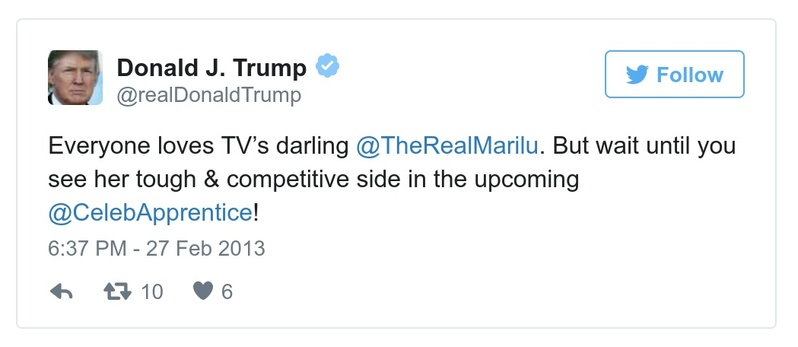 Donald J. Trump
@realDonaldTrump
Follow
Everyone loves TV's darling @TheRealMarilu. But wait until you
see her tough & competitive side in the upcoming
@CelebApprentice!
6:37 PM - 27 Feb 2013
10 6